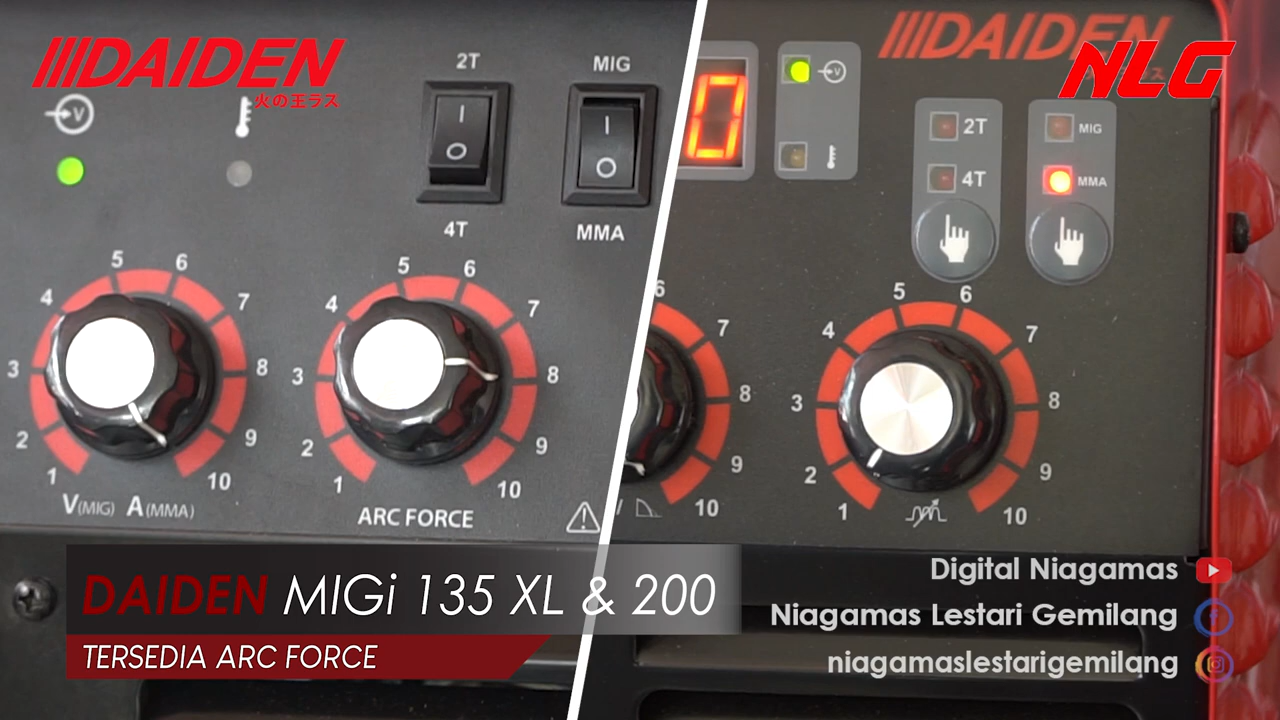 DAIDEN
火の王ラス
2T
MIG
4T
MMA
V
1 2 3 4 5 6 7 8 9 10
V(MIG) A(MMA)
1 2 3 4 5 6 7 8 9 10
ARC FORCE
DAIDEN
NLG
0
V
2T
4T
MIG
MMA
6 7 8 9 10
1 2 3 4 5 6 7 8 9 10
DAIDEN MIGi 135 XL & 200
TERSEDIA ARC FORCE
Digital Niagamas
Niagamas Lestari Gemilang
niagamaslestarigemilang